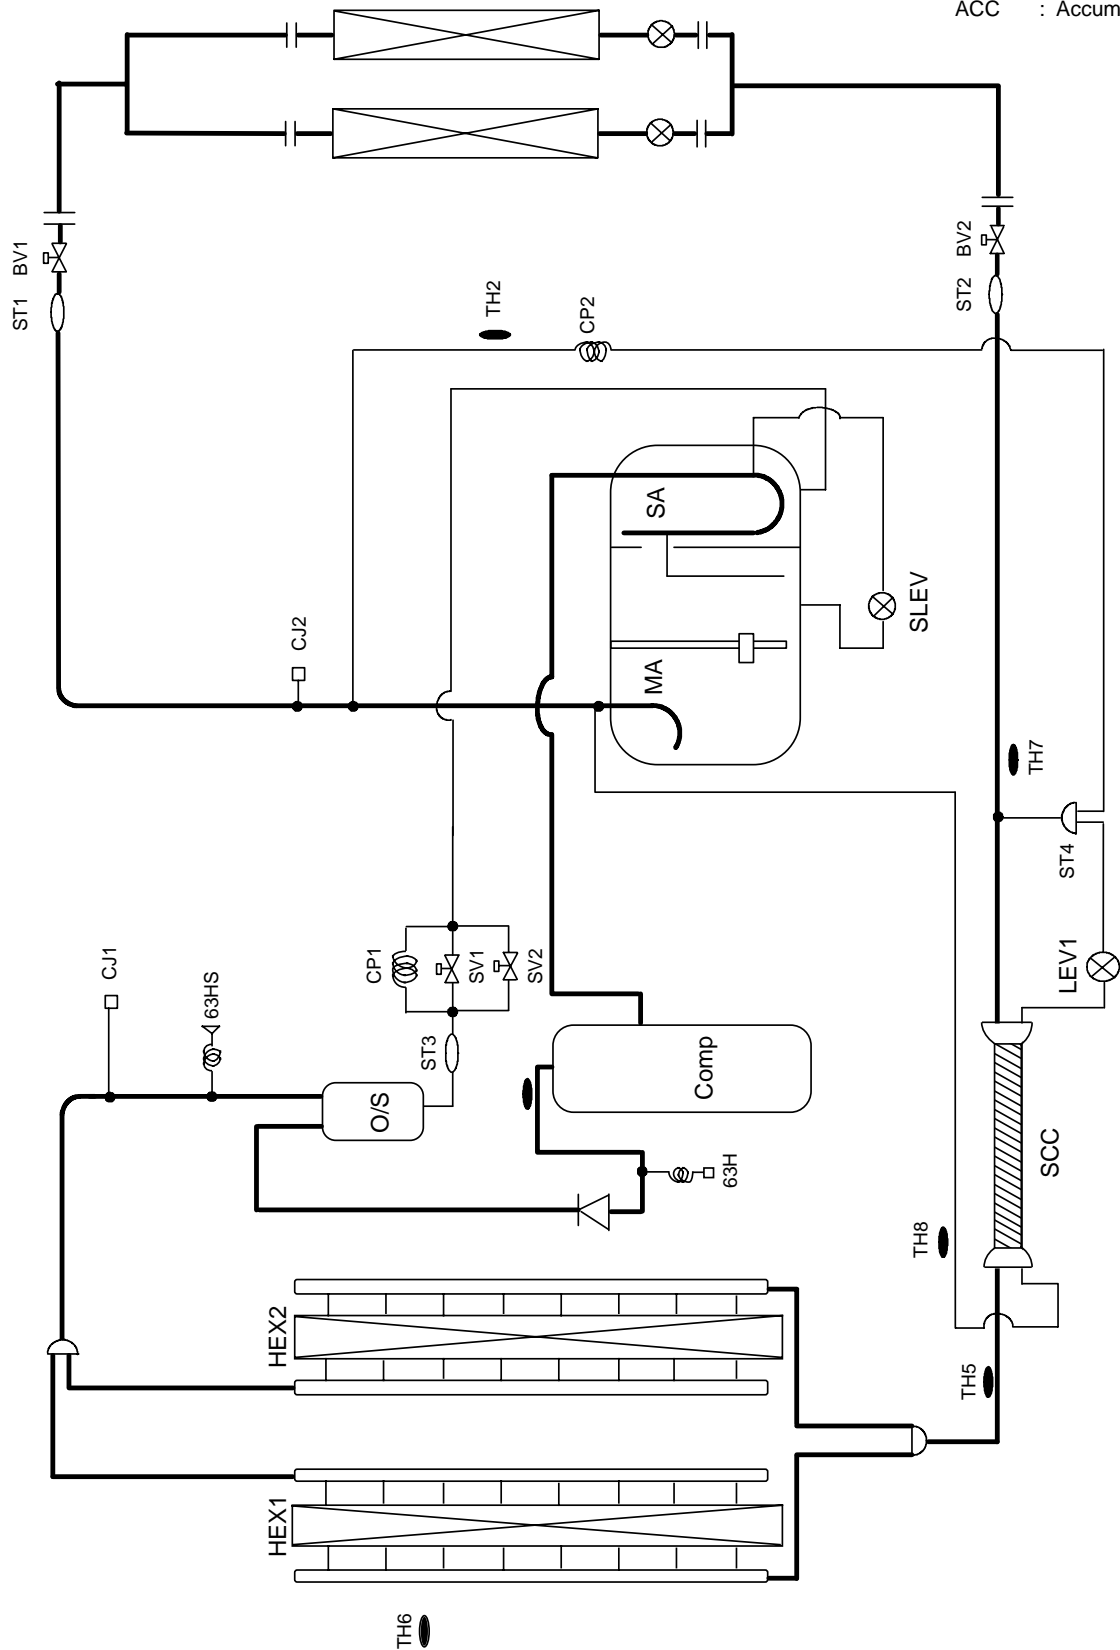 ACC : Accum
BV1
ST1
TH2
CP2
BV2
ST2
SA
SLEV
CJ2
MA
TH7
ST4
CJ1
63HS
CP1
SV1
SV2
ST3
LEV1
O/S
Comp
63H
SCC
TH8
HEX2
TH5
HEX1
TH6